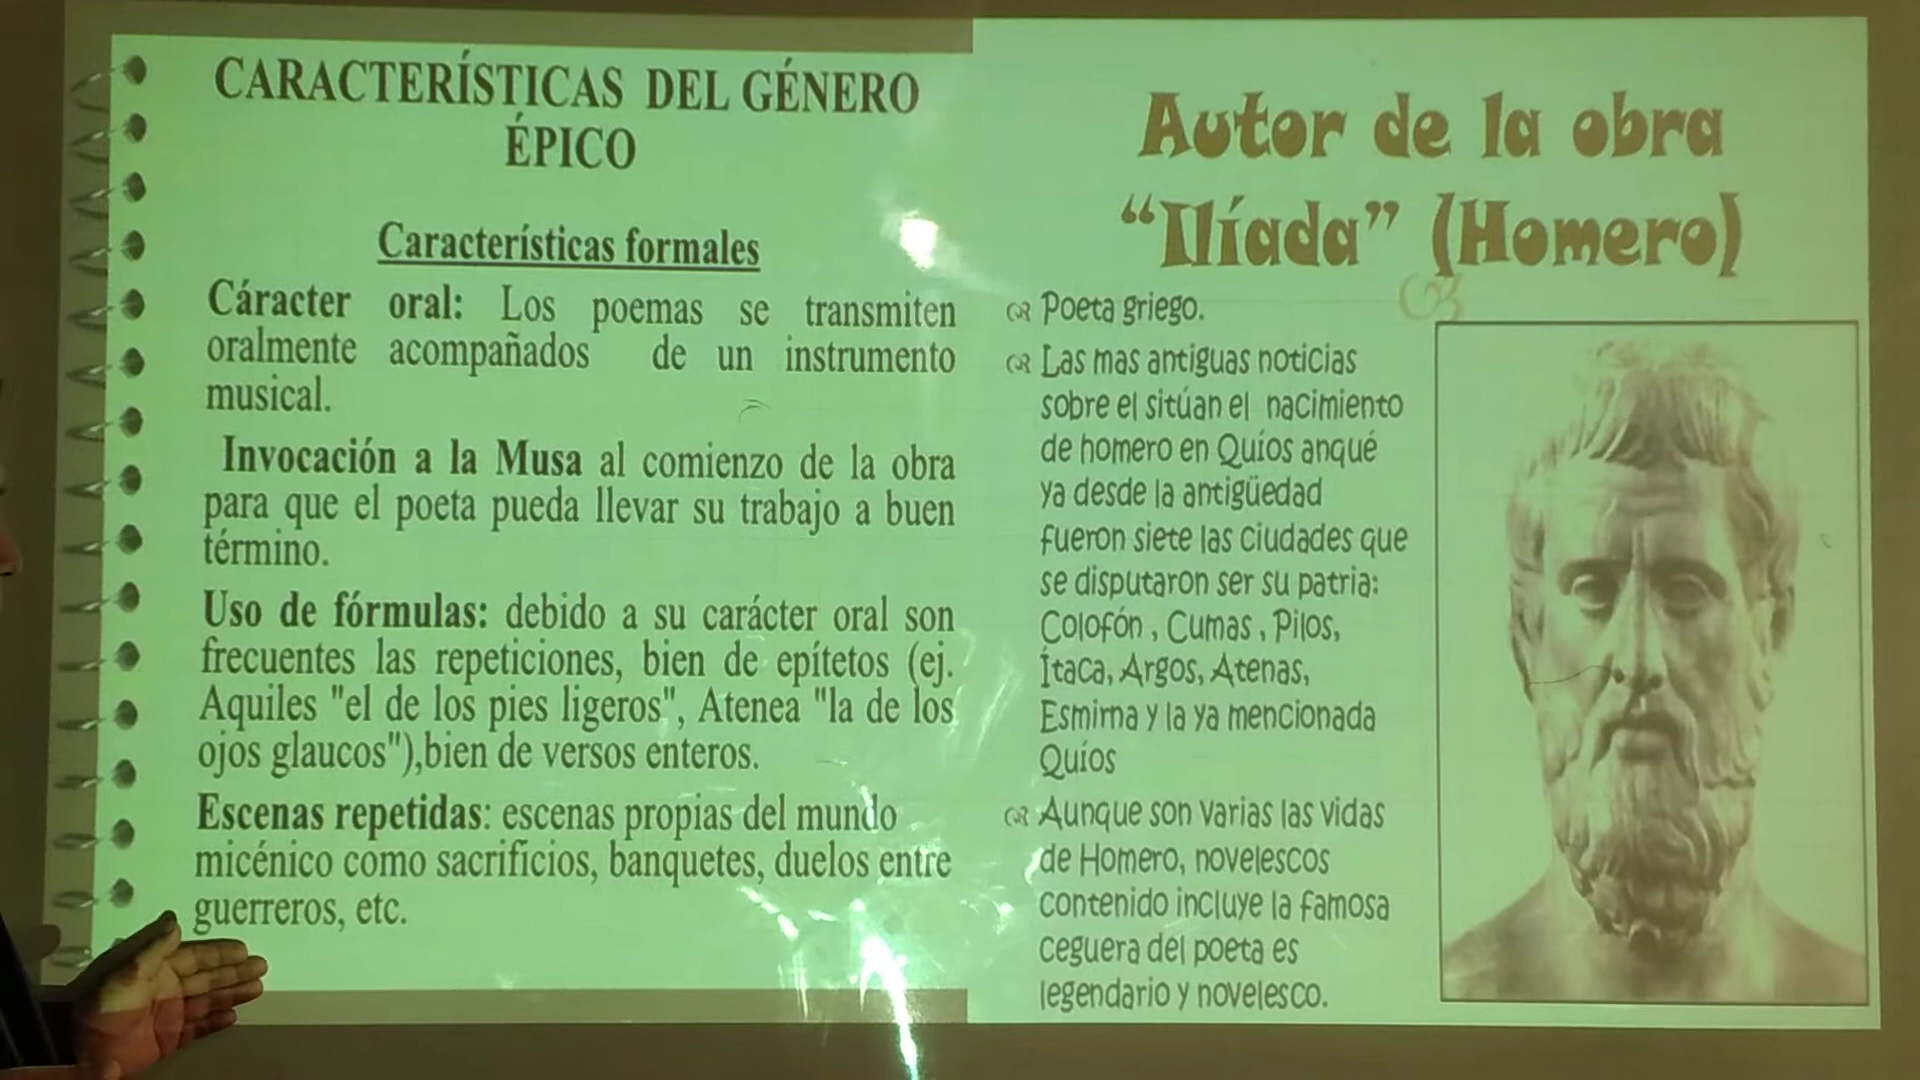 CARACTERÍSTICAS DEL GÉNERO
ÉPICO
Características formales
Cáracter oral: Los poemas se transmiten
oralmente acompañados de un instrumento
musical.
Invocación a la Musa al comienzo de la obra
para que el poeta pueda llevar su trabajo a buen
término.
Uso de fórmulas: debido a su carácter oral son
frecuentes las repeticiones, bien de epítetos (ej.
Aquiles "el de los pies ligeros", Atenea "la de los
ojos glaucos"),bien de versos enteros.
Escenas repetidas: escenas propias del mundo
micénico como sacrificios, banquetes, duelos entre
guerreros, etc.
Autor de la obra
“Ilíada” (Homero)
Poeta griego.
Las mas antiguas noticias
sobre el sitúan el nacimiento
de homero en Quíos anqué
ya desde la antigüedad
fueron siete las ciudades que
se disputaron ser su patria:
Colofón , Cumas , Pilos,
Ítaca, Argos, Atenas,
Esmirna y la ya mencionada
Quíos
Aunque son varias las vidas
de Homero, novelescos
contenido incluye la famosa
ceguera del poeta es
legendario y novelesco.